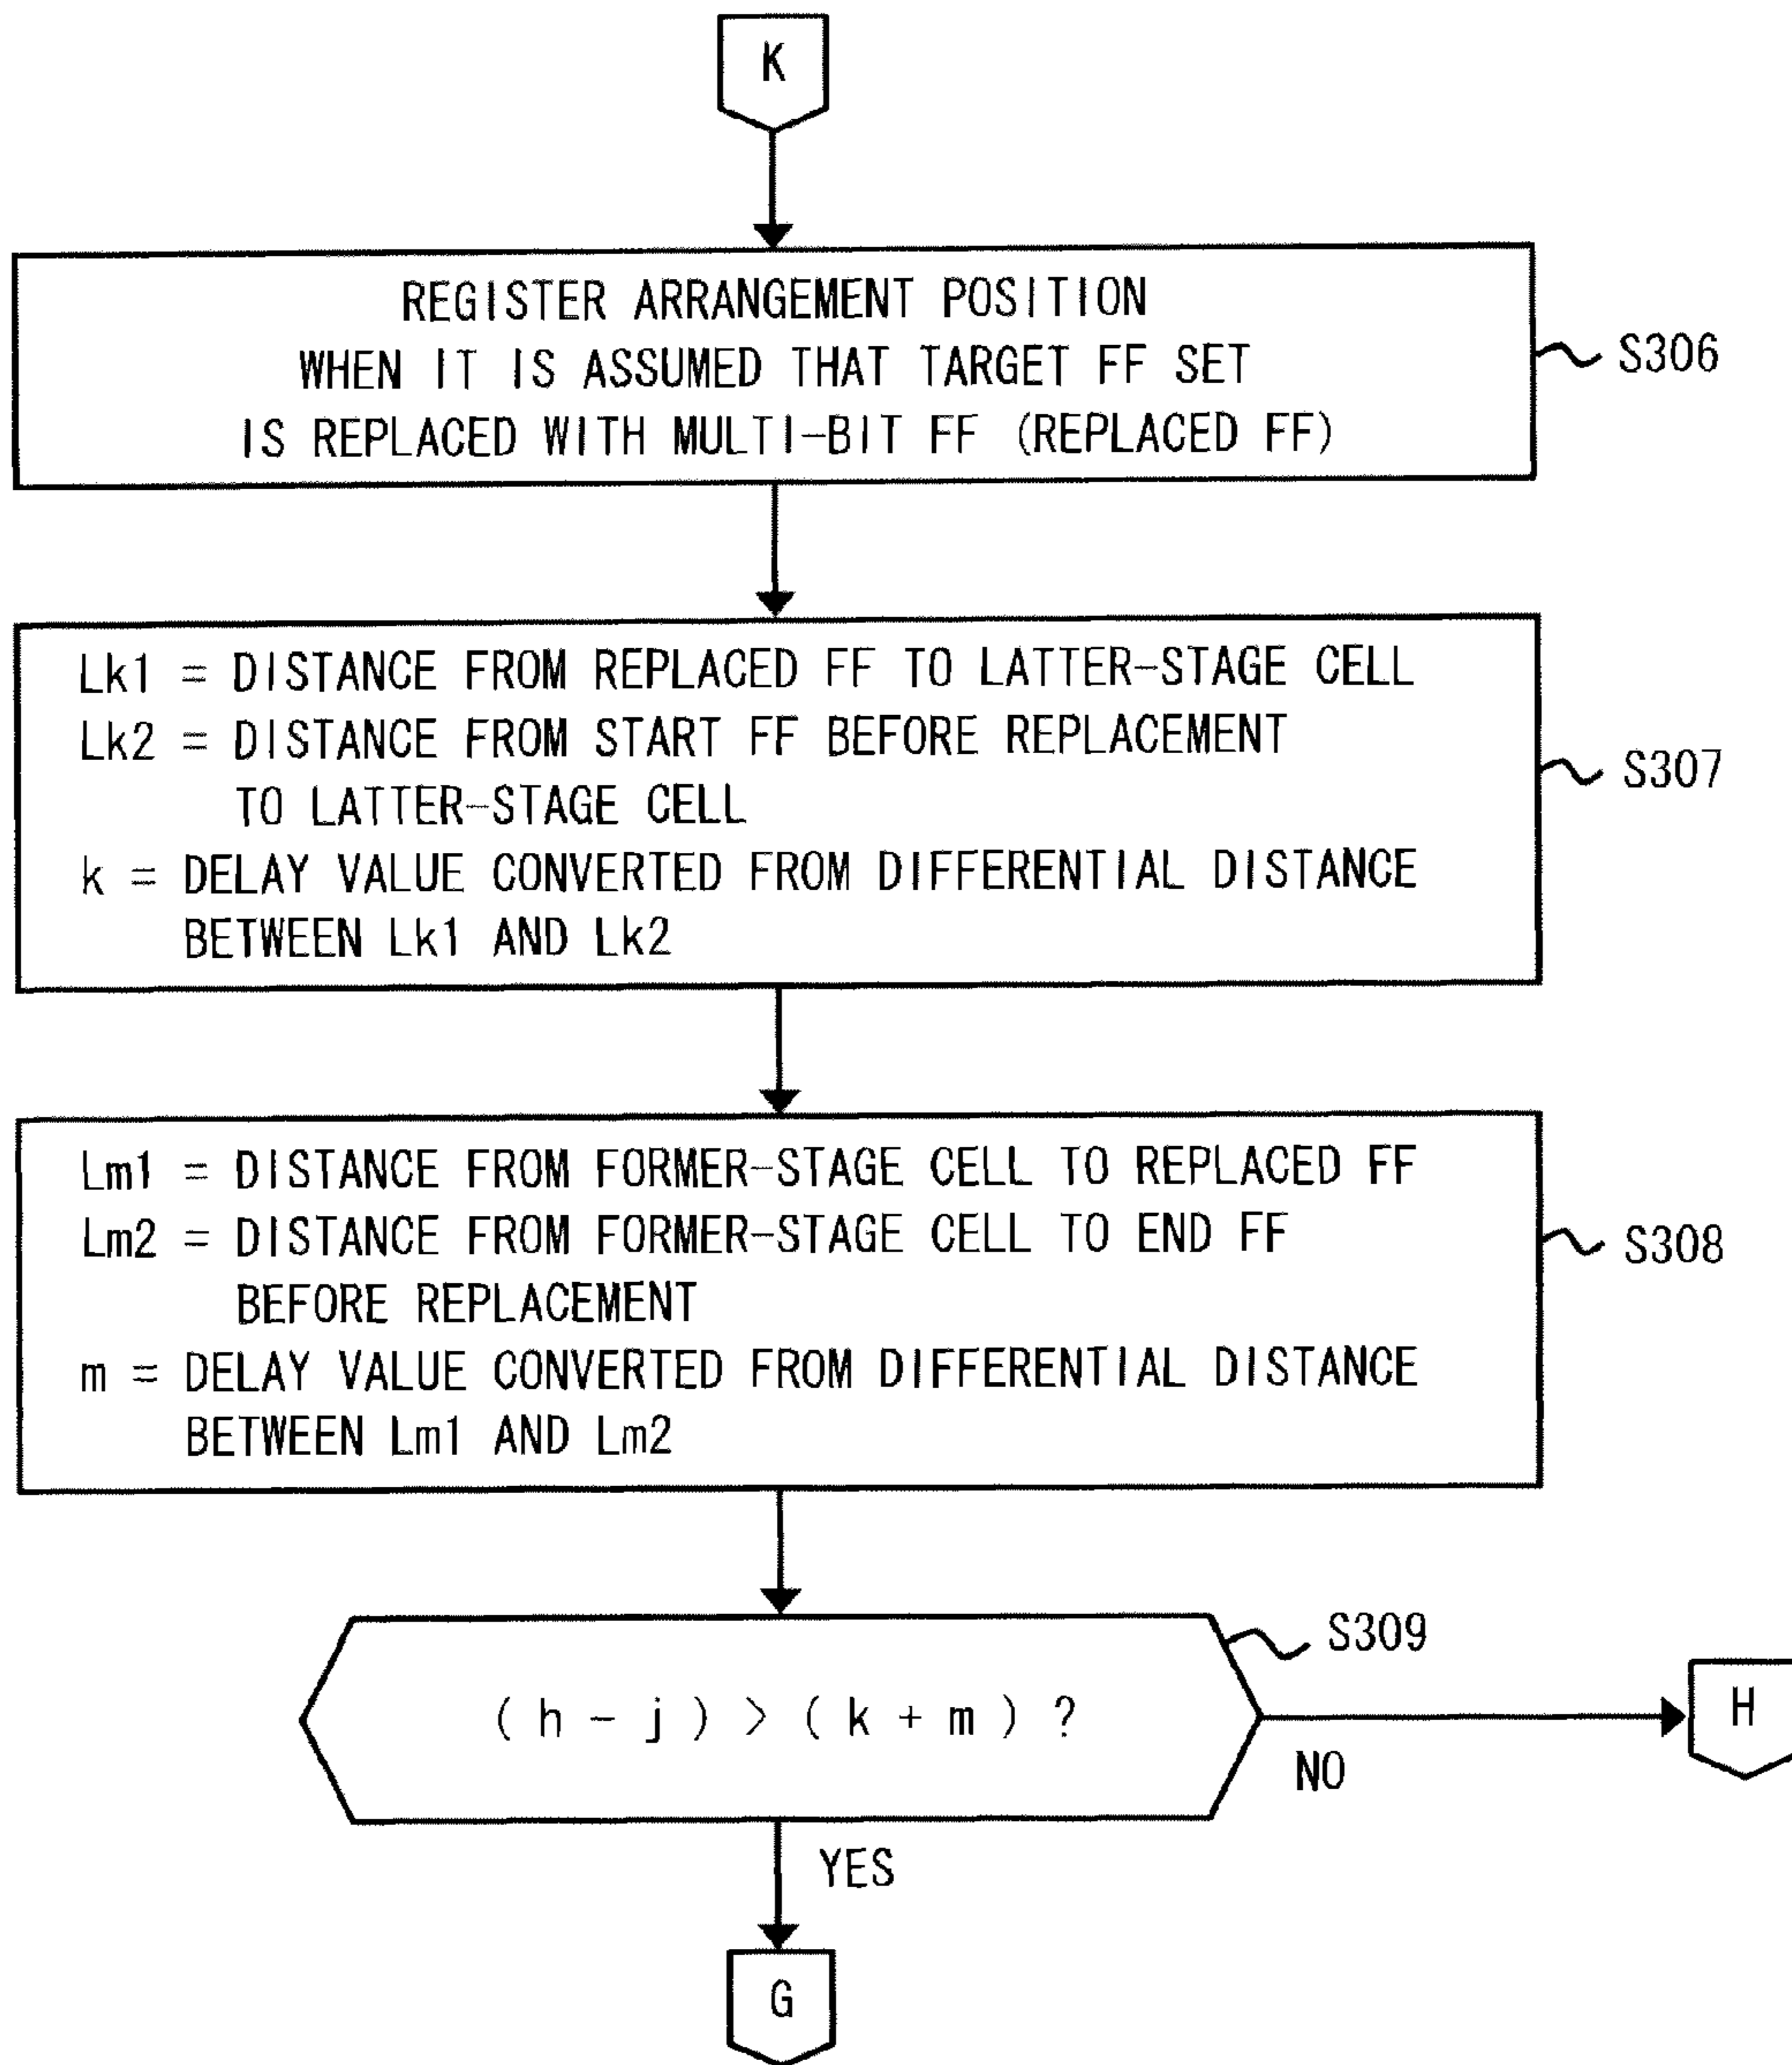 K
REGISTER ARRANGEMENT POSITION
WHEN IT IS ASSUMED THAT TARGET FF SET
IS REPLACED WITH MULTI-BIT FF (REPLACED FF)
S306
Lk1 = DISTANCE FROM REPLACED FF TO LATTER-STAGE CELL
Lk2 = DISTANCE FROM START FF BEFORE REPLACEMENT
TO LATTER-STAGE CELL
k = DELAY VALUE CONVERTED FROM DIFFERENTIAL DISTANCE
BETWEEN Lk1 AND Lk2
S307
Lm1 = DISTANCE FROM FORMER-STAGE CELL TO REPLACED FF
Lm2 = DISTANCE FROM FORMER-STAGE CELL TO END FF
BEFORE REPLACEMENT
m = DELAY VALUE CONVERTED FROM DIFFERENTIAL DISTANCE
BETWEEN Lm1 AND Lm2
S308
( h - j ) > ( k + m ) ?
S309
NO
H
YES
G